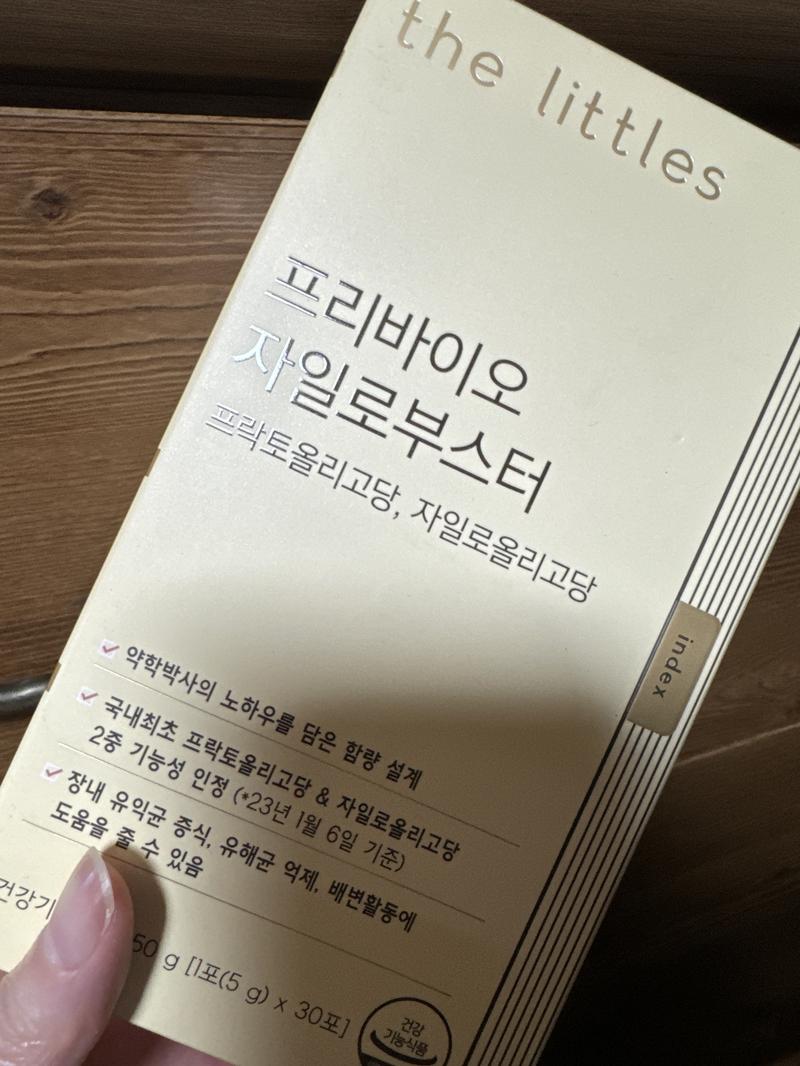 the littles
프리바이오
자일로부스터
프락토올리고당, 자일로올리고당
index
약학박사의 노하우를 담은 함량 설계
국내최초 프락토올리고당 & 자일로올리고당
2중 기능성 인정 (*23년 1월 6일 기준)
장내 유익균 증식, 유해균 억제, 배변활동에
도움을 줄 수 있음
50 g [1포(5 g) x 30포]
건강
기능식품